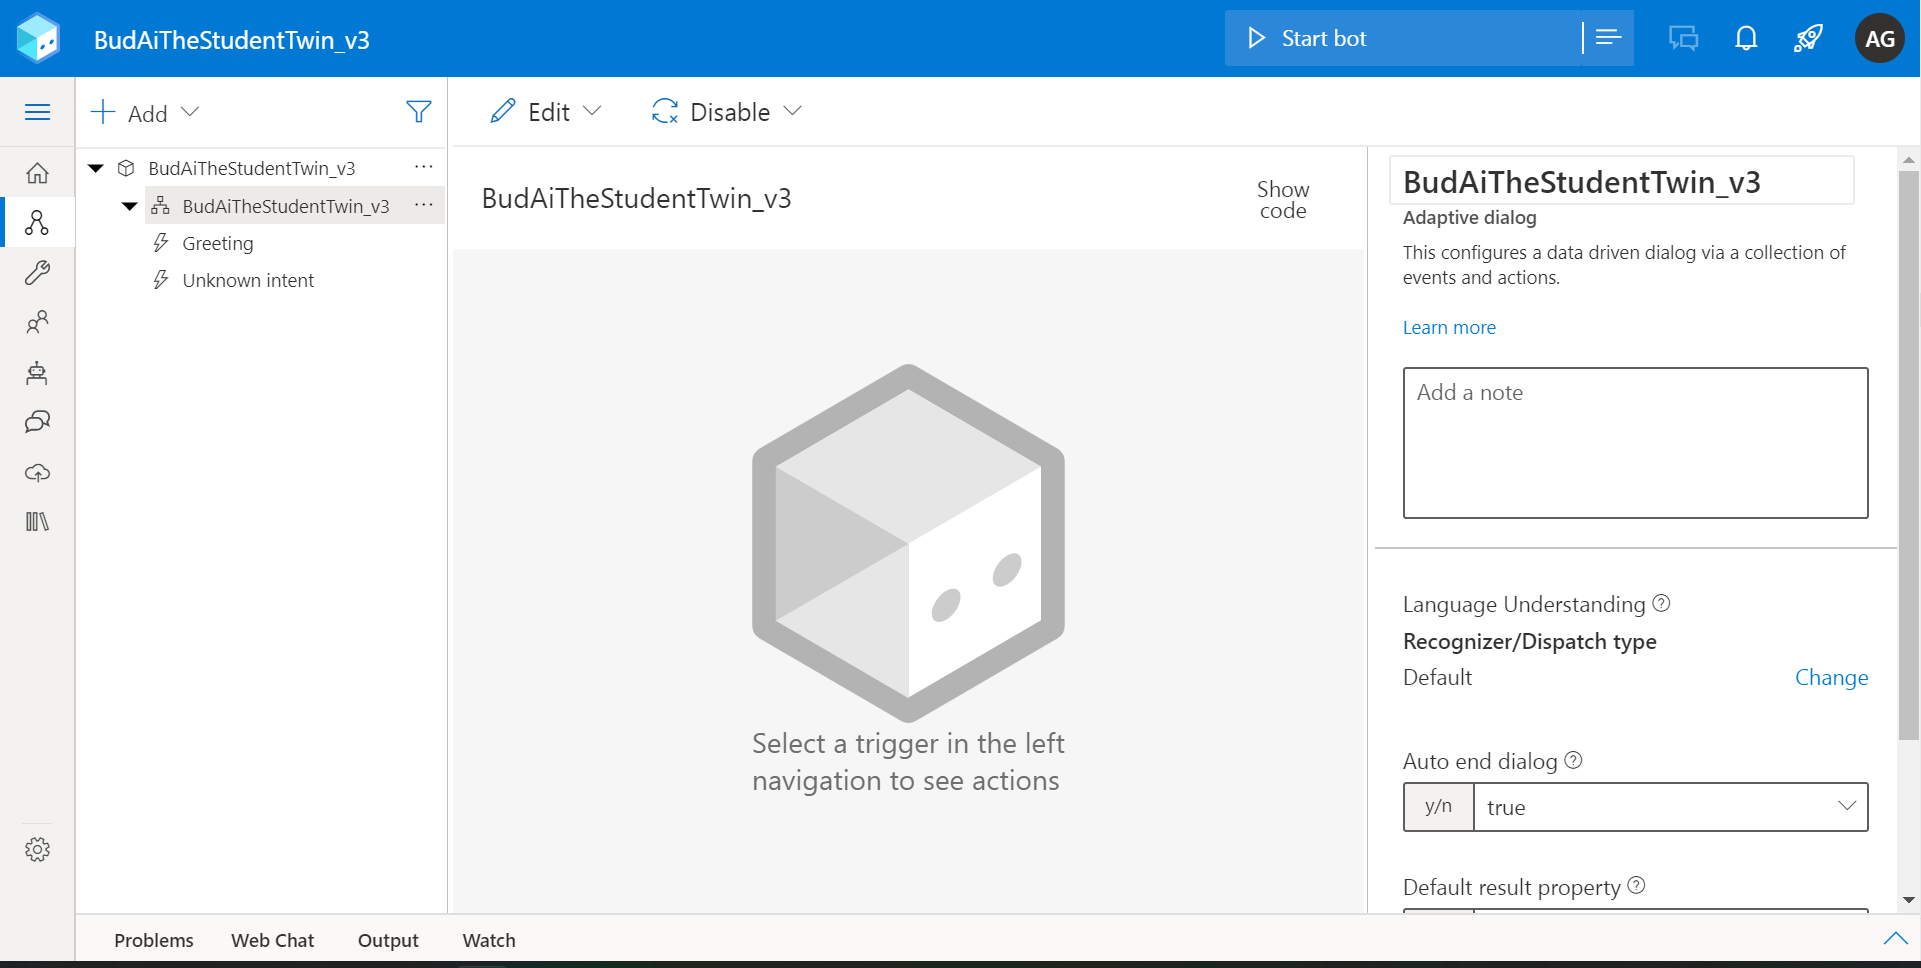 BudAiTheStudentTwin_v3
Start bot
AG
Add
Edit
Disable
BudAiTheStudentTwin_v3
BudAiTheStudentTwin_v3
Greeting
Unknown intent
BudAiTheStudentTwin_v3
Show
code
Select a trigger in the left
navigation to see actions
BudAiTheStudentTwin_v3
Adaptive dialog
This configures a data driven dialog via a collection of
events and actions.
Learn more
Add a note
Language Understanding
Recognizer/Dispatch type
Default
Change
Auto end dialog
y/n
true
Default result property
Problems
Web Chat
Output
Watch